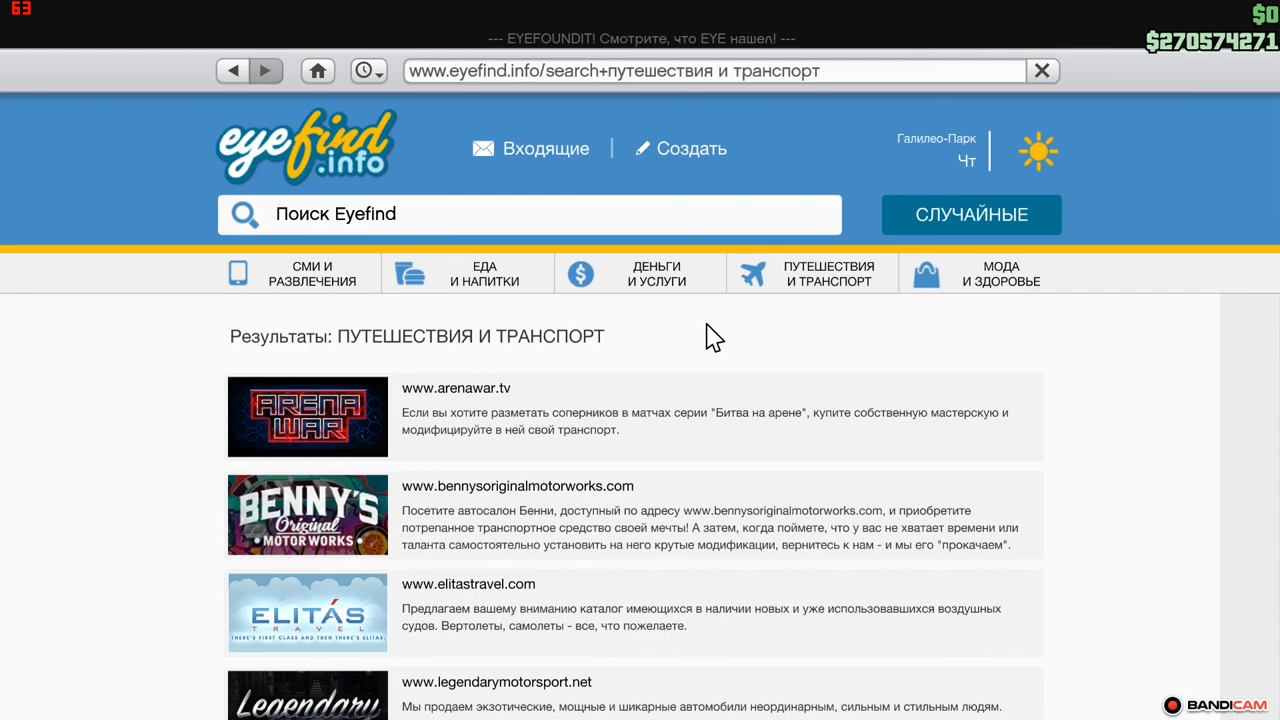 63
$0
--- EYEFOUNDIT! Смотрите, что EYE нашел! ---
$270574271
www.eyefind.info/search+путешествия и транспорт
eyefind
.info
Входящие
Создать
Галилео-Парк
Чт
Поиск Eyefind
СЛУЧАЙНЫЕ
СМИ И
РАЗВЛЕЧЕНИЯ
ЕДА
И НАПИТКИ
ДЕНЬГИ
И УСЛУГИ
ПУТЕШЕСТВИЯ
И ТРАНСПОРТ
МОДА
И ЗДОРОВЬЕ
Результаты: ПУТЕШЕСТВИЯ И ТРАНСПОРТ
ARENA
WAR
www.arenawar.tv
Если вы хотите разметать соперников в матчах серии "Битва на арене", купите собственную мастерскую и
модифицируйте в ней свой транспорт.
BENNY'S
Original
MOTOR WORKS
www.bennysoriginalmotorworks.com
Посетите автосалон Бенни, доступный по адресу www.bennysoriginalmotorworks.com, и приобретите
потрепанное транспортное средство своей мечты! А затем, когда поймете, что у вас не хватает времени или
таланта самостоятельно установить на него крутые модификации, вернитесь к нам - и мы его "прокачаем".
ELITÁS
TRAVEL
THERE'S FIRST CLASS AND THEN THERE'S ELITAS.
www.elitastravel.com
Предлагаем вашему вниманию каталог имеющихся в наличии новых и уже использовавшихся воздушных
судов. Вертолеты, самолеты - все, что пожелаете.
Legendary
www.legendarymotorsport.net
Мы продаем экзотические, мощные и шикарные автомобили неординарным, сильным и стильным людям.
BANDICAM